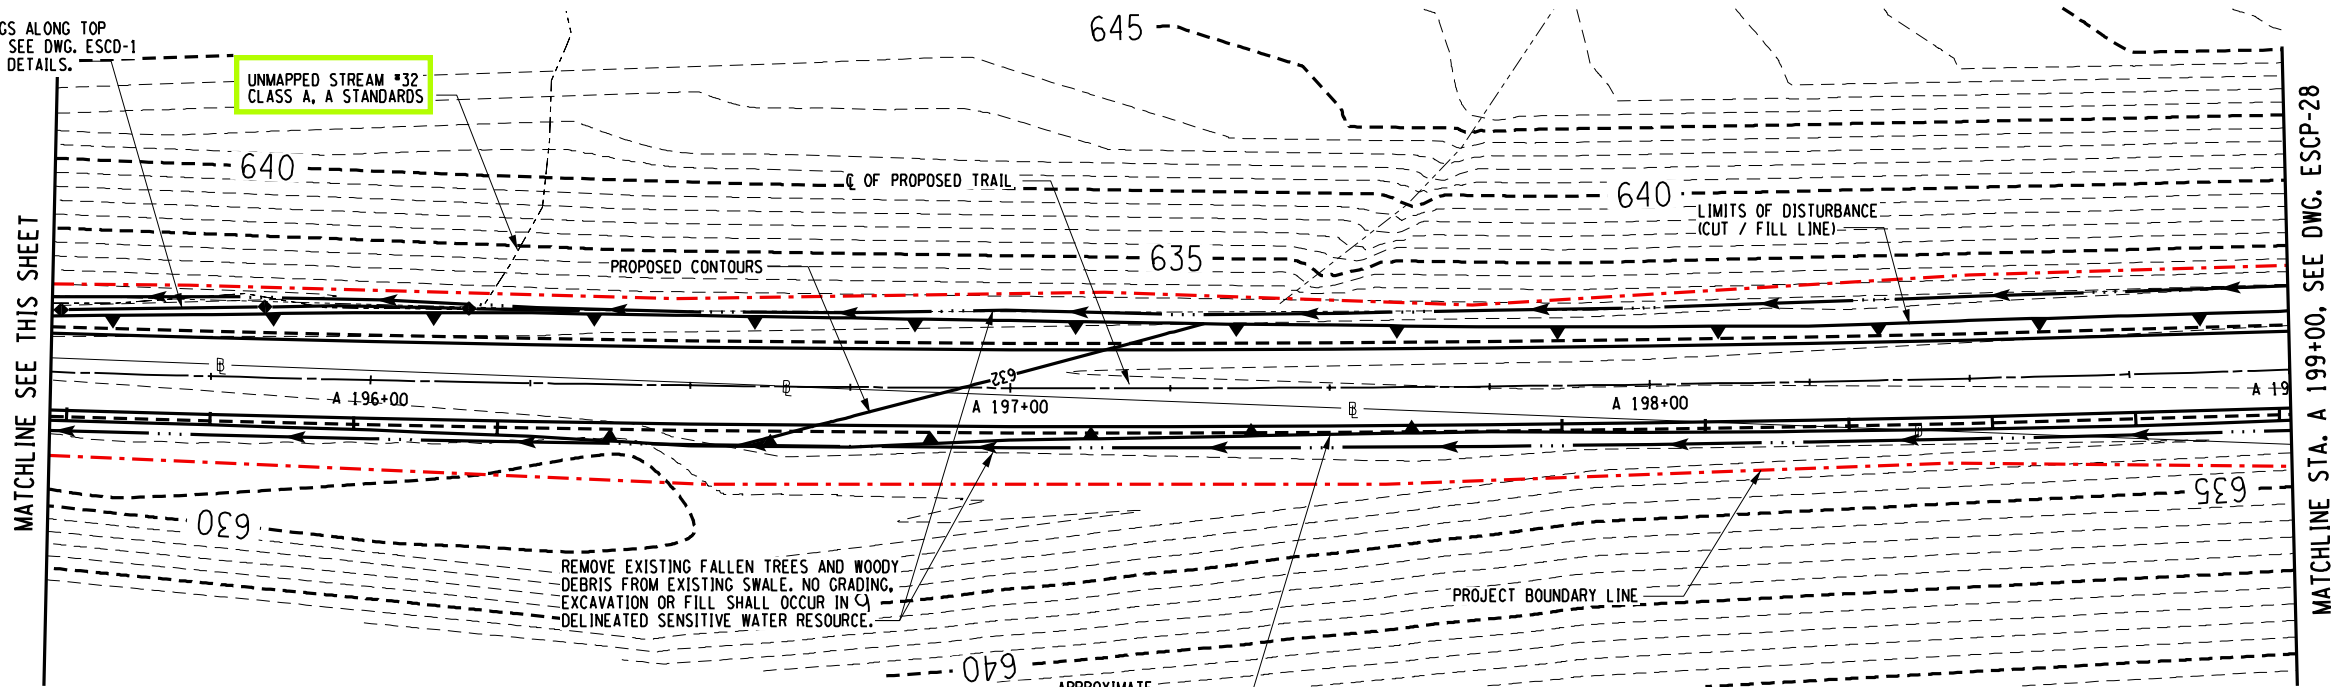 GS ALONG TOP
SEE DWG. ESCD-1
DETAILS.
UNMAPPED STREAM #32
CLASS A, A STANDARDS
645
640
℄ OF PROPOSED TRAIL
640
LIMITS OF DISTURBANCE
(CUT / FILL LINE)
635
PROPOSED CONTOURS
MATCHLINE SEE THIS SHEET
MATCHLINE STA. A 199+00, SEE DWG. ESCP-28
632
A 196+00
A 197+00
A 198+00
A 19
635
630
REMOVE EXISTING FALLEN TREES AND WOODY
DEBRIS FROM EXISTING SWALE. NO GRADING,
EXCAVATION OR FILL SHALL OCCUR IN
DELINEATED SENSITIVE WATER RESOURCE.
PROJECT BOUNDARY LINE
640
APPROXIMATE